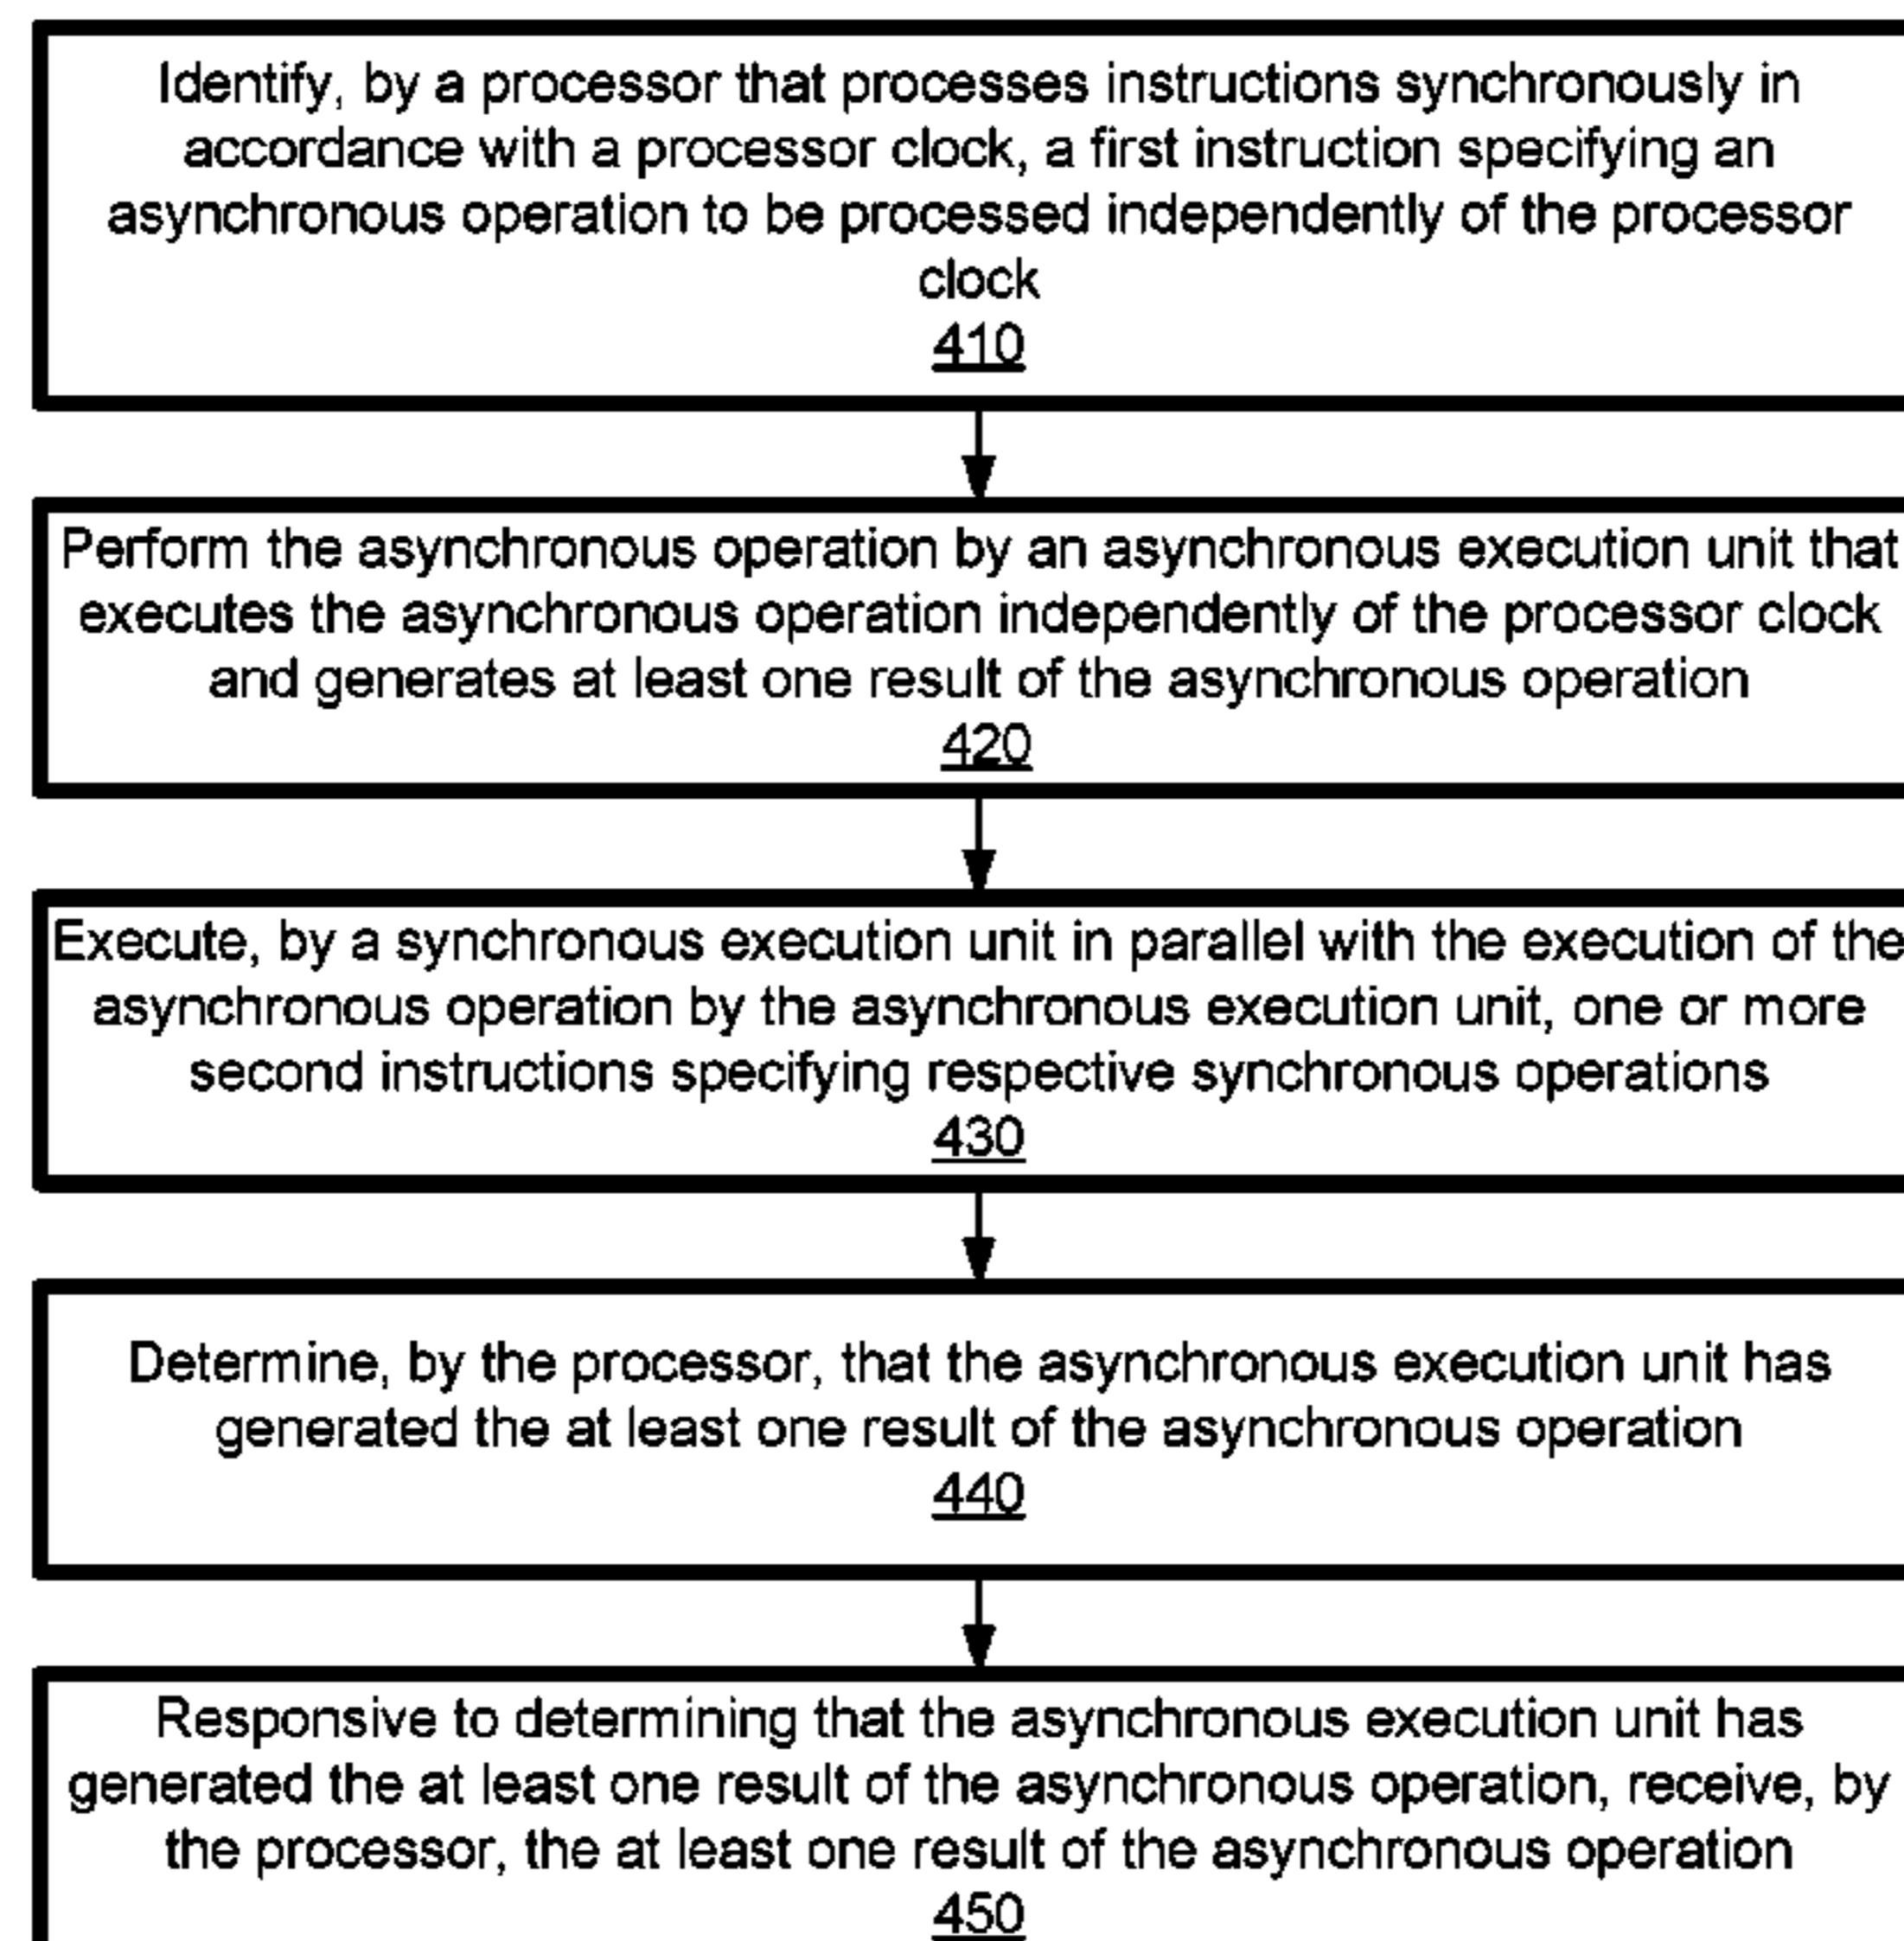 Identify, by a processor that processes instructions synchronously in
accordance with a processor clock, a first instruction specifying an
asynchronous operation to be processed independently of the processor
clock
410
Perform the asynchronous operation by an asynchronous execution unit that
executes the asynchronous operation independently of the processor clock
and generates at least one result of the asynchronous operation
420
Execute, by a synchronous execution unit in parallel with the execution of the
asynchronous operation by the asynchronous execution unit, one or more
second instructions specifying respective synchronous operations
430
Determine, by the processor, that the asynchronous execution unit has
generated the at least one result of the asynchronous operation
440
Responsive to determining that the asynchronous execution unit has
generated the at least one result of the asynchronous operation, receive, by
the processor, the at least one result of the asynchronous operation
450